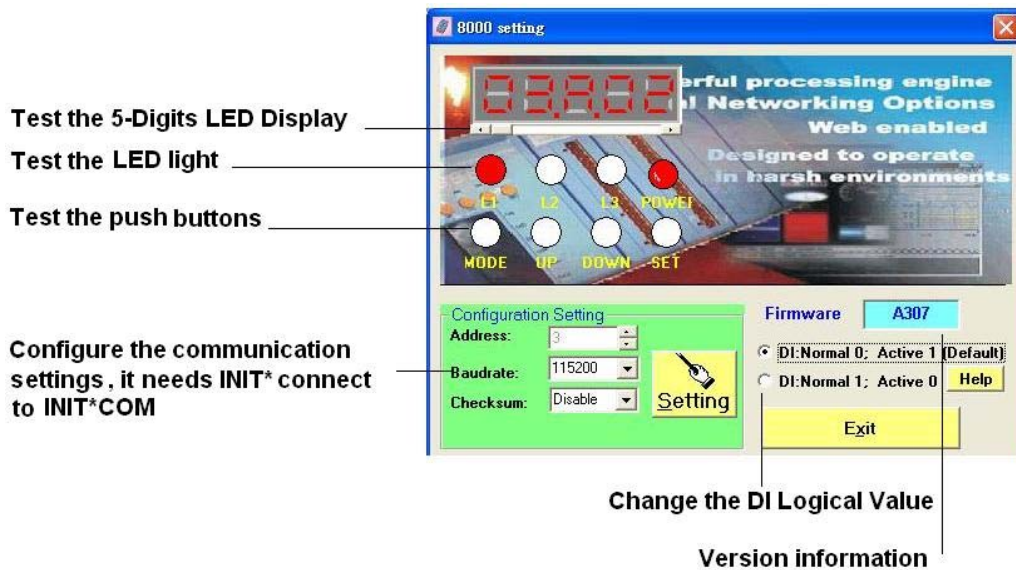 8000 setting
03.A.02
erful processing engine
al Networking Options
Web enabled
Designed to operate
in harsh environments
L1 L2 L3 POWER
MODE UP DOWN SET
Test the 5-Digits LED Display
Test the LED light
Test the push buttons
Configure the communication
settings, it needs INIT* connect
to INIT*COM
Configuration Setting
Address: 3
Baudrate: 115200
Checksum: Disable
Setting
Firmware A307
DI:Normal 0; Active 1 (Default)
DI:Normal 1; Active 0 Help
Exit
Change the DI Logical Value
Version information